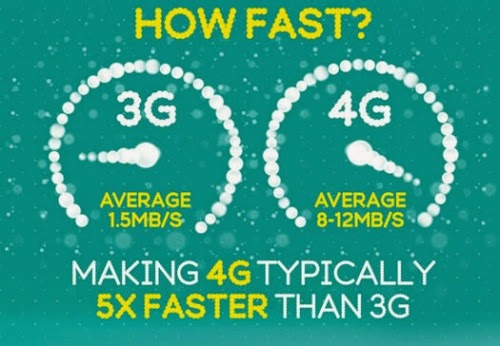 HOW FAST?
3G
AVERAGE
1.5MB/S
4G
AVERAGE
8-12MB/S
MAKING 4G TYPICALLY
5X FASTER THAN 3G